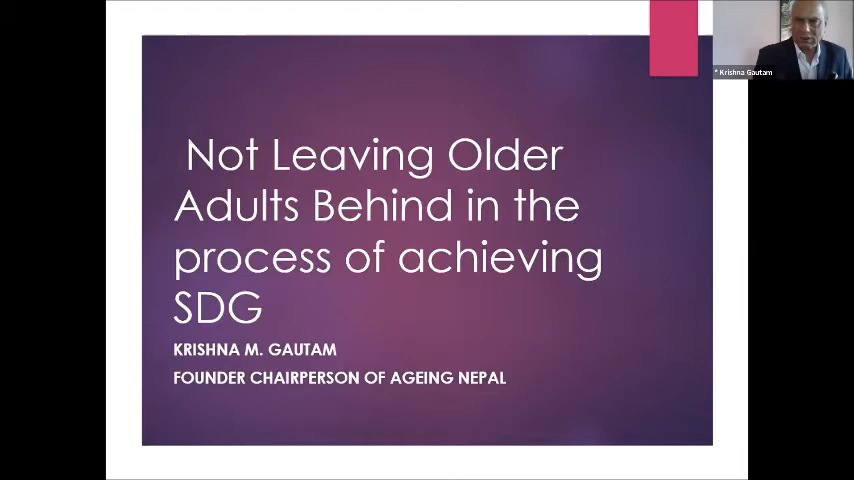 Not Leaving Older
Adults Behind in the
process of achieving
SDG
KRISHNA M. GAUTAM
FOUNDER CHAIRPERSON OF AGEING NEPAL
* Krishna Gautam